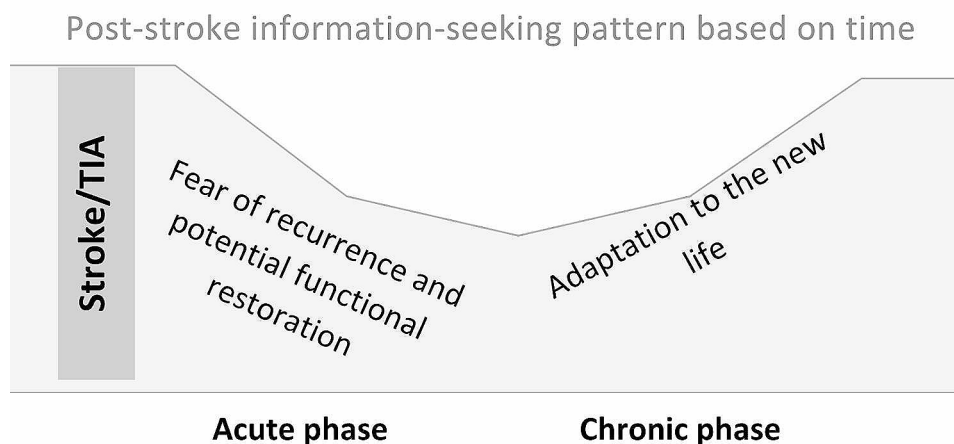 Post-stroke information-seeking pattern based on time
Stroke/TIA
Fear of recurrence and
potential functional
restoration
Adaptation to the new
life
Acute phase
Chronic phase